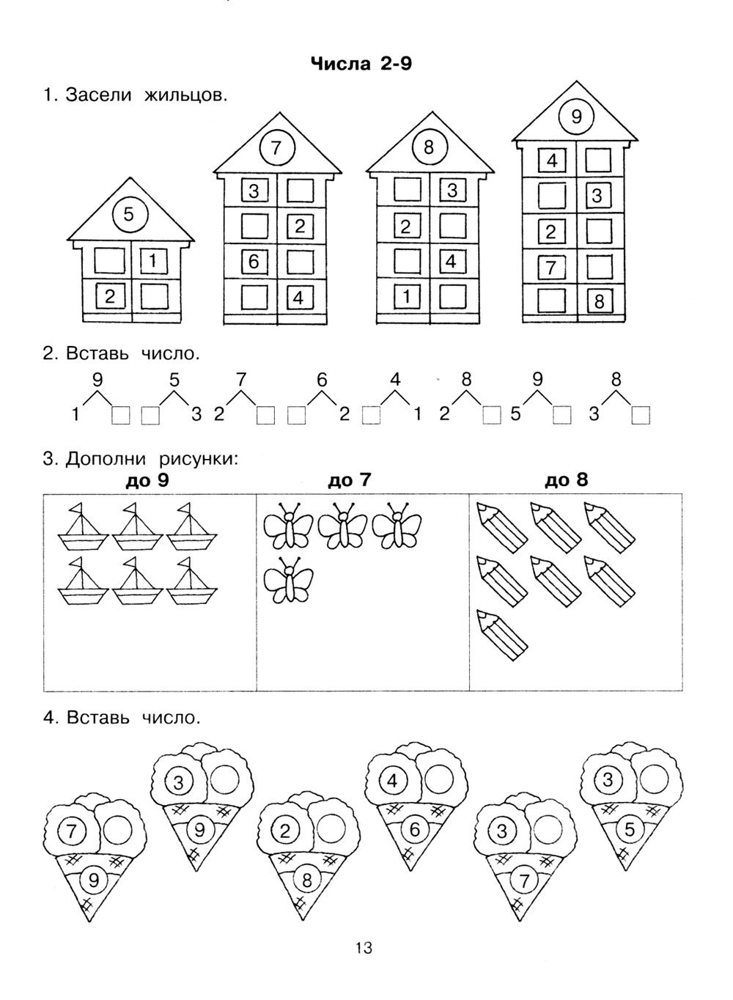 Числа 2-9
1. Засели жильцов.
5
1
2
7
3
2
6
4
8
3
2
4
1
9
4
3
2
7
8
2. Вставь число.
9 5 7 6 4 8 9 8
1 3 2 2 1 2 5 3
3. Дополни рисунки:
до 9 до 7 до 8
4. Вставь число.
3 4 3
9 6 5
7 2 3
9 8 7
13